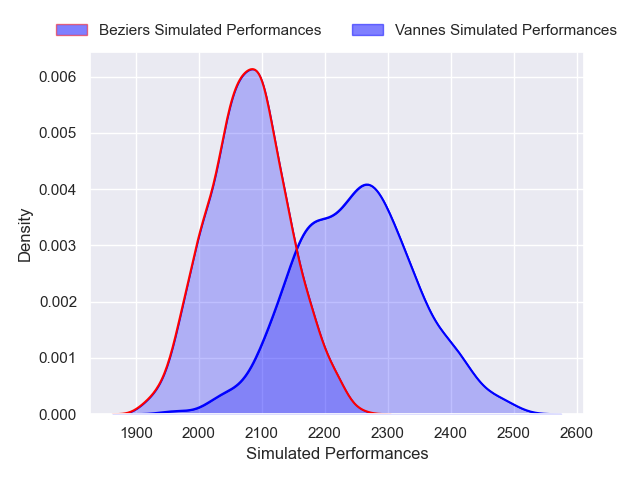 Beziers Simulated Performances
Vannes Simulated Performances
0.006
0.005
0.004
0.003
0.002
0.001
0.000
Density
1900 2000 2100 2200 2300 2400 2500 2600
Simulated Performances